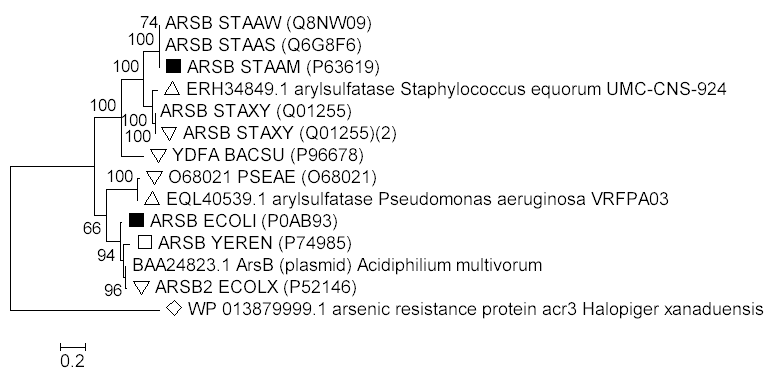 74 ARSB STAAW (Q8NW09)
100 ARSB STAAS (Q6G8F6)
100 ARSB STAAM (P63619)
ERH34849.1 arylsulfatase Staphylococcus equorum UMC-CNS-924
100 ARSB STAXY (Q01255)
100
100 ARSB STAXY (Q01255)(2)
YDFA BACSU (P96678)
100 O68021 PSEAE (O68021)
EQL40539.1 arylsulfatase Pseudomonas aeruginosa VRFPA03
66 ARSB ECOLI (P0AB93)
ARSB YEREN (P74985)
94 BAA24823.1 ArsB (plasmid) Acidiphilium multivorum
96 ARSB2 ECOLX (P52146)
WP 013879999.1 arsenic resistance protein acr3 Halopiger xanaduensis
0.2